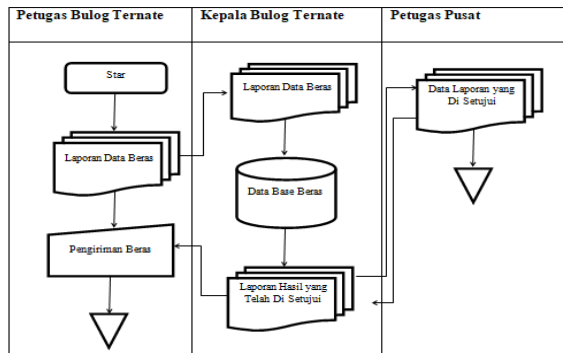 Petugas Bulog Ternate
Kepala Bulog Ternate
Petugas Pusat
Star
Laporan Data Beras
Pengiriman Beras
Laporan Data Beras
Data Base Beras
Laporan Hasil yang
Telah Di Setujui
Data Laporan yang
Di Setujui